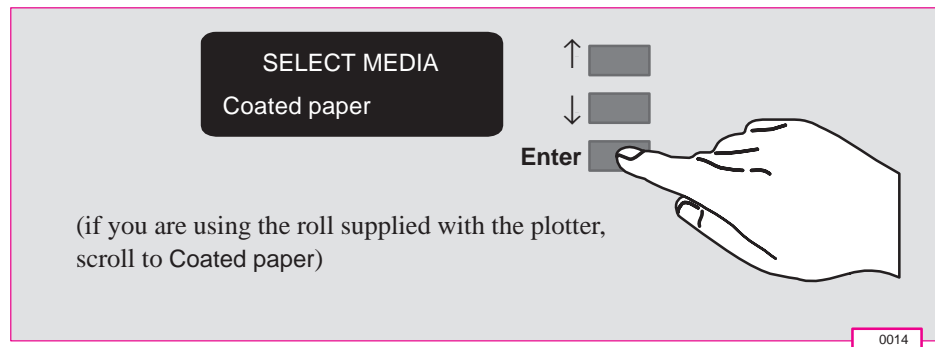 SELECT MEDIA
Coated paper
↑
↓
Enter
(if you are using the roll supplied with the plotter,
scroll to Coated paper)
0014